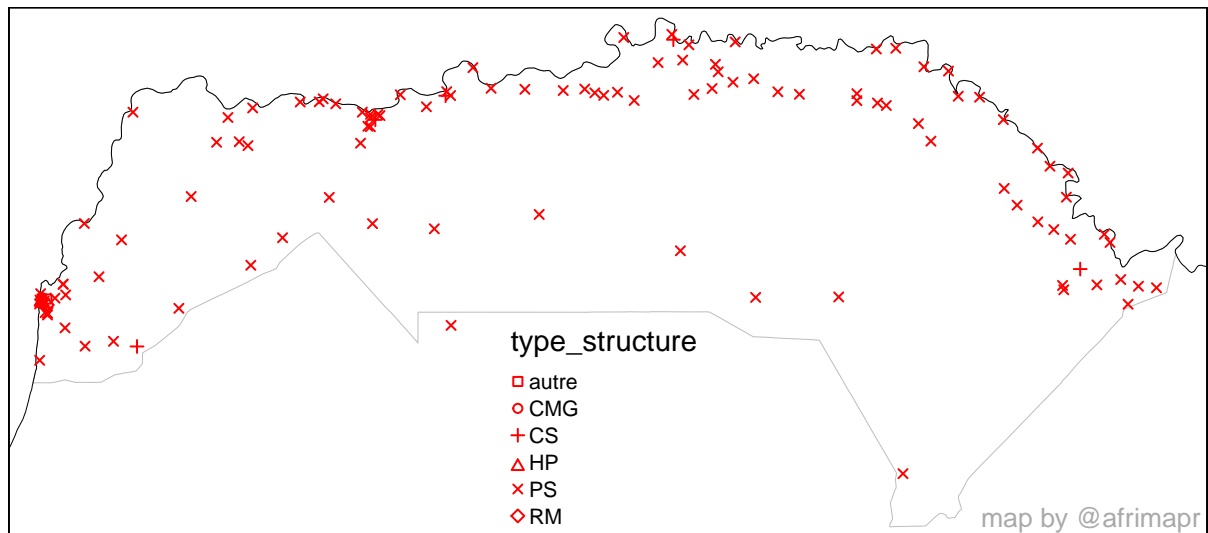 type_structure
autre
CMG
CS
HP
PS
RM
map by @afrimapr